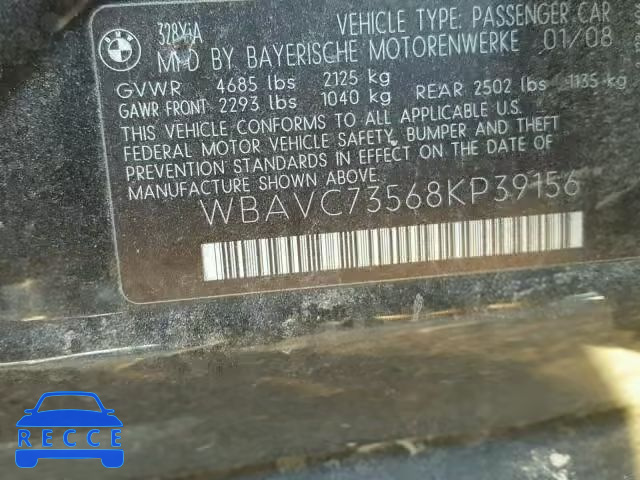 BMW
328XiA
VEHICLE TYPE: PASSENGER CAR
MFD BY BAYERISCHE MOTORENWERKE 01/08
GVWR 4685 lbs 2125 kg
GAWR FRONT 2293 lbs 1040 kg REAR 2502 lbs 1135 kg
THIS VEHICLE CONFORMS TO ALL APPLICABLE U.S.
FEDERAL MOTOR VEHICLE SAFETY, BUMPER AND THEFT
PREVENTION STANDARDS IN EFFECT ON THE DATE OF
MANUFACTURE SHOWN ABOVE.
WBAVC73568KP39156
RECCE